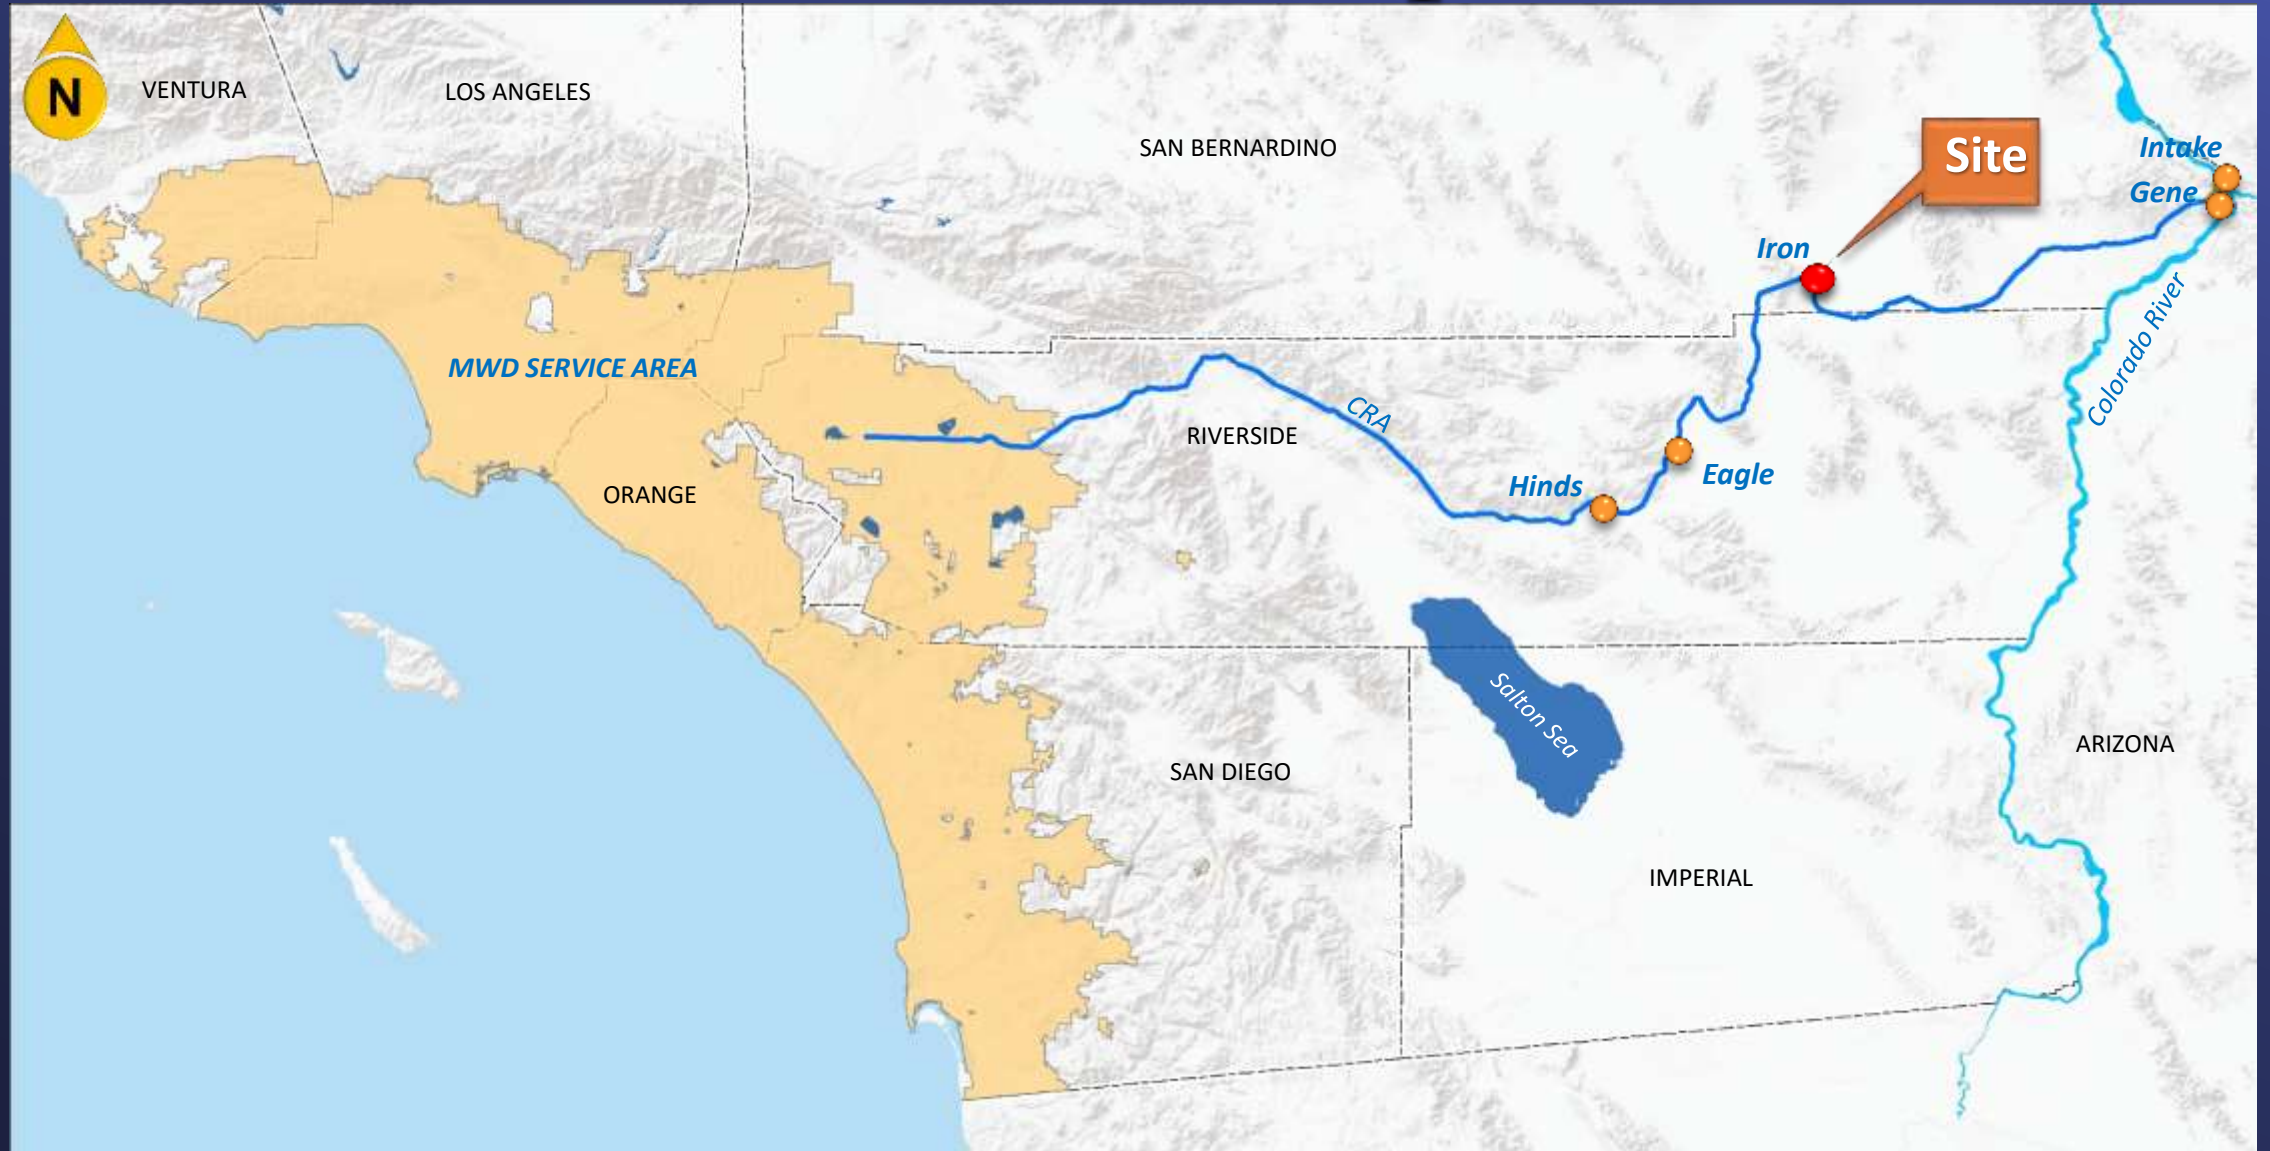 N
VENTURA
LOS ANGELES
SAN BERNARDINO
Site
Intake
Gene
Iron
Colorado River
MWD SERVICE AREA
CRA
RIVERSIDE
Hinds
Eagle
ORANGE
Salton Sea
ARIZONA
SAN DIEGO
IMPERIAL